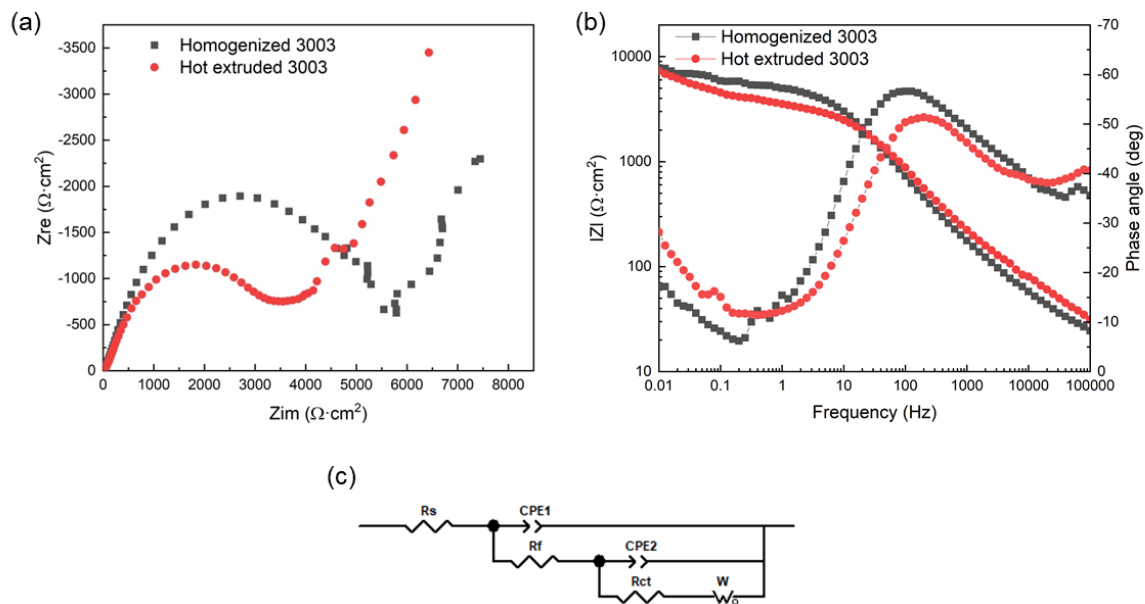 (a)
Homogenized 3003
Hot extruded 3003
-3500
-3000
-2500
-2000
-1500
-1000
-500
0
Zre (Ω·cm²)
0 1000 2000 3000 4000 5000 6000 7000 8000
Zim (Ω·cm²)
(b)
Homogenized 3003
Hot extruded 3003
10000
1000
100
10
|Z| (Ω·cm²)
-70
-60
-50
-40
-30
-20
-10
0
Phase angle (deg)
0.01 0.1 1 10 100 1000 10000 100000
Frequency (Hz)
(c)
Rs CPE1
Rf CPE2
Rct W
o